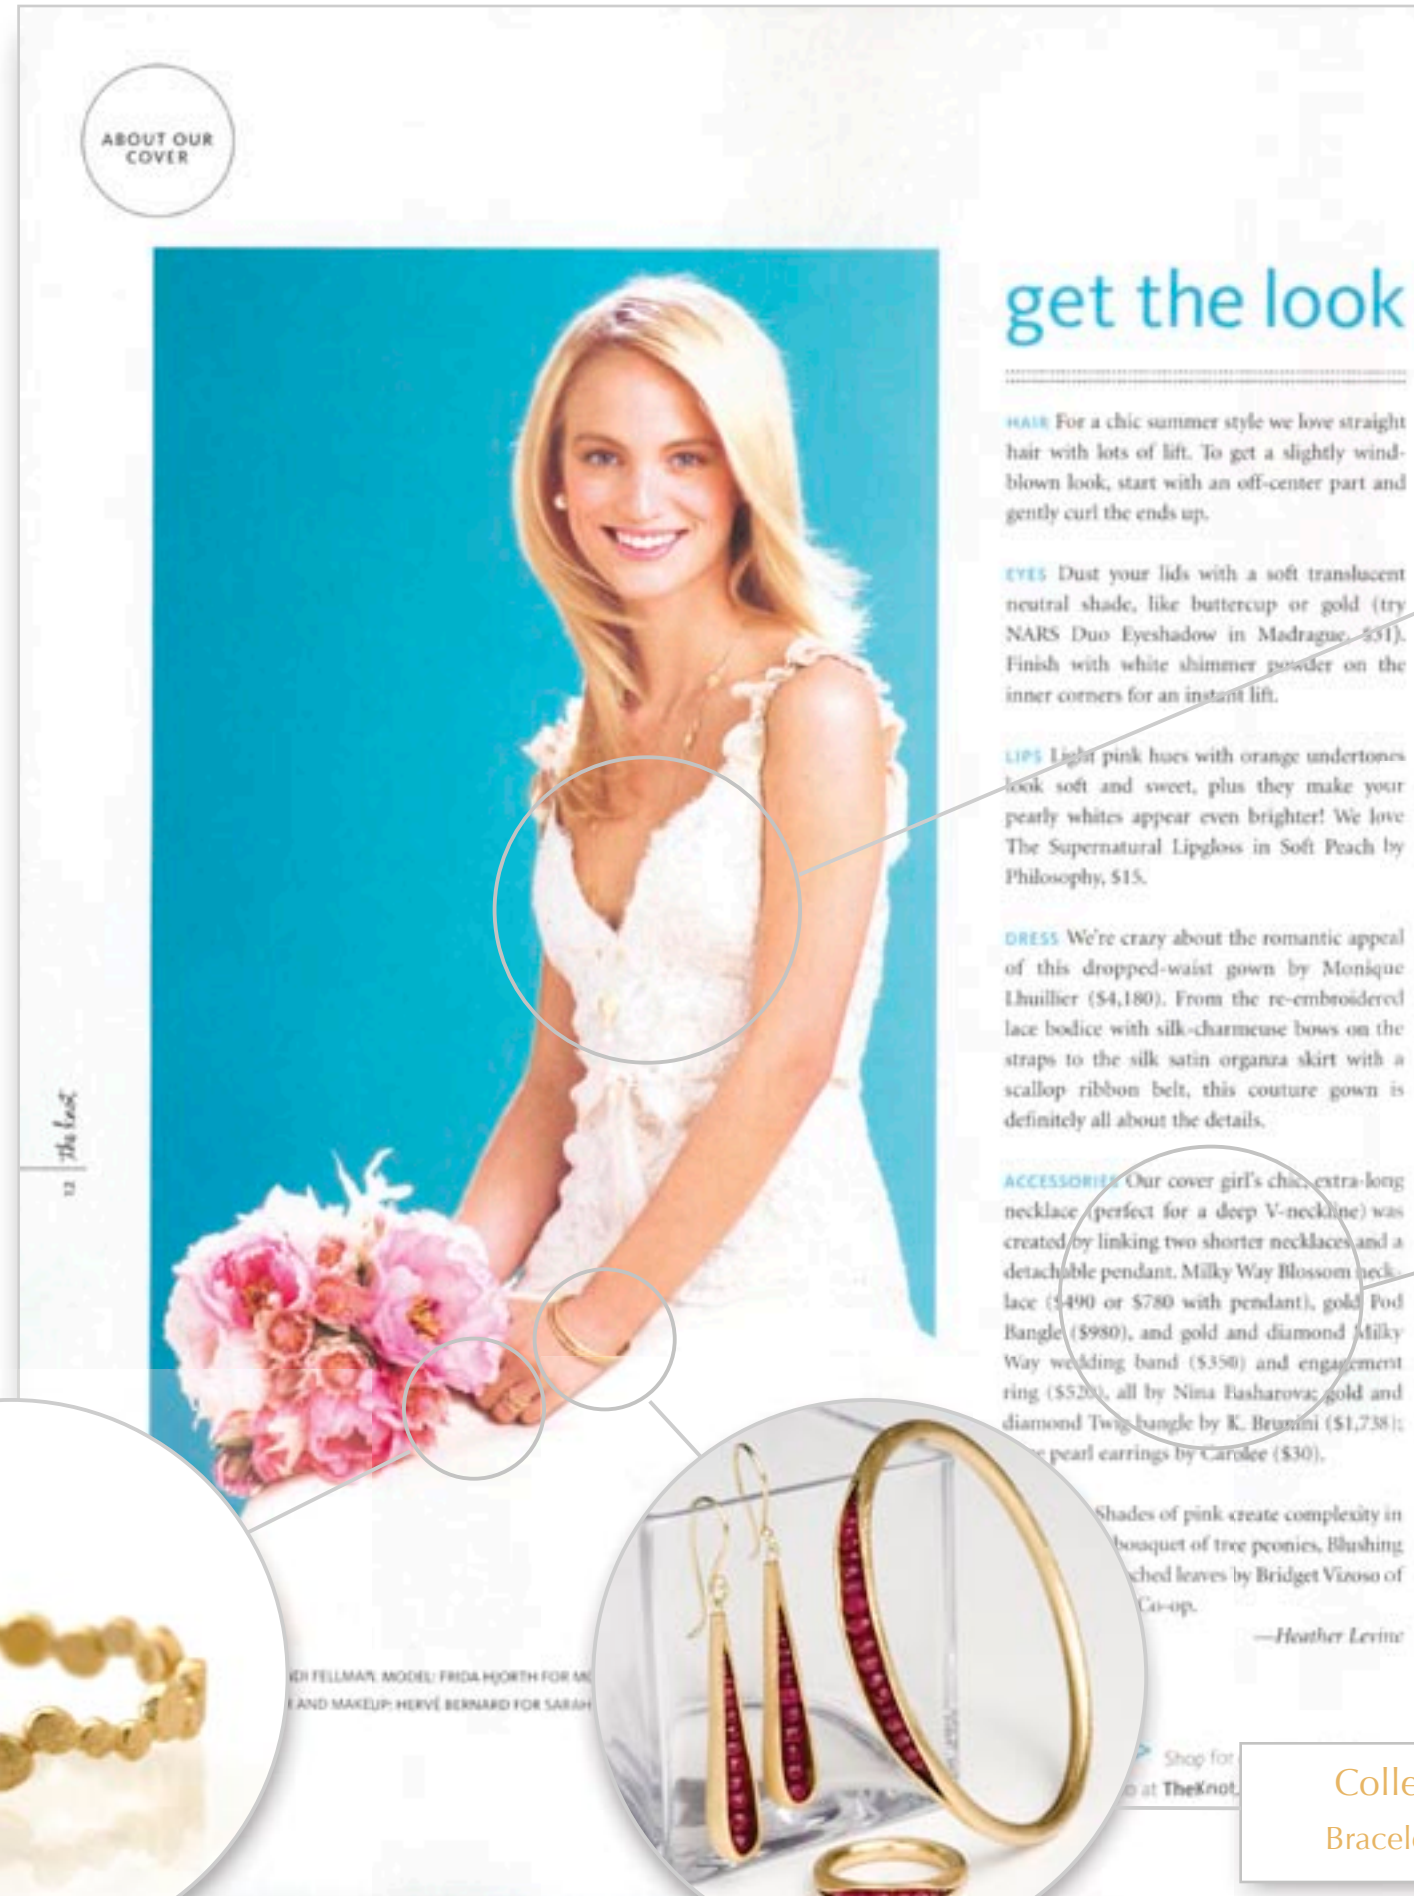 ABOUT OUR
COVER
get the look
HAIR For a chic summer style we love straight
hair with lots of lift. To get a slightly wind-
blown look, start with an off-center part and
gently curl the ends up.
EYES Dust your lids with a soft translucent
neutral shade, like buttercup or gold (try
NARS Duo Eyeshadow in Madrague, $31).
Finish with white shimmer powder on the
inner corners for an instant lift.
LIPS Light pink hues with orange undertones
look soft and sweet, plus they make your
pearly whites appear even brighter! We love
The Supernatural Lipgloss in Soft Peach by
Philosophy, $15.
DRESS We're crazy about the romantic appeal
of this dropped-waist gown by Monique
Lhuillier ($4,180). From the re-embroidered
lace bodice with silk-charmeuse bows on the
straps to the silk satin organza skirt with a
scallop ribbon belt, this couture gown is
definitely all about the details.
ACCESSORIES Our cover girl's chic, extra-long
necklace (perfect for a deep V-neckline) was
created by linking two shorter necklaces and a
detachable pendant. Milky Way Blossom neck-
lace ($490 or $780 with pendant), gold Pod
Bangle ($980), and gold and diamond Milky
Way wedding band ($350) and engagement
ring ($520), all by Nina Basharova; gold and
diamond Twig bangle by K. Brunini ($1,738);
pearl earrings by Carolee ($30).
Shades of pink create complexity in
bouquet of tree peonies, Blushing
ched leaves by Bridget Vizoso of
Co-op.
—Heather Levine
the knot
12
DI FELLMAN. MODEL: FRIDA HJORTH FOR M
AND MAKEUP: HERVÉ BERNARD FOR SARAH
Shop for
at TheKnot.
Colle
Bracel